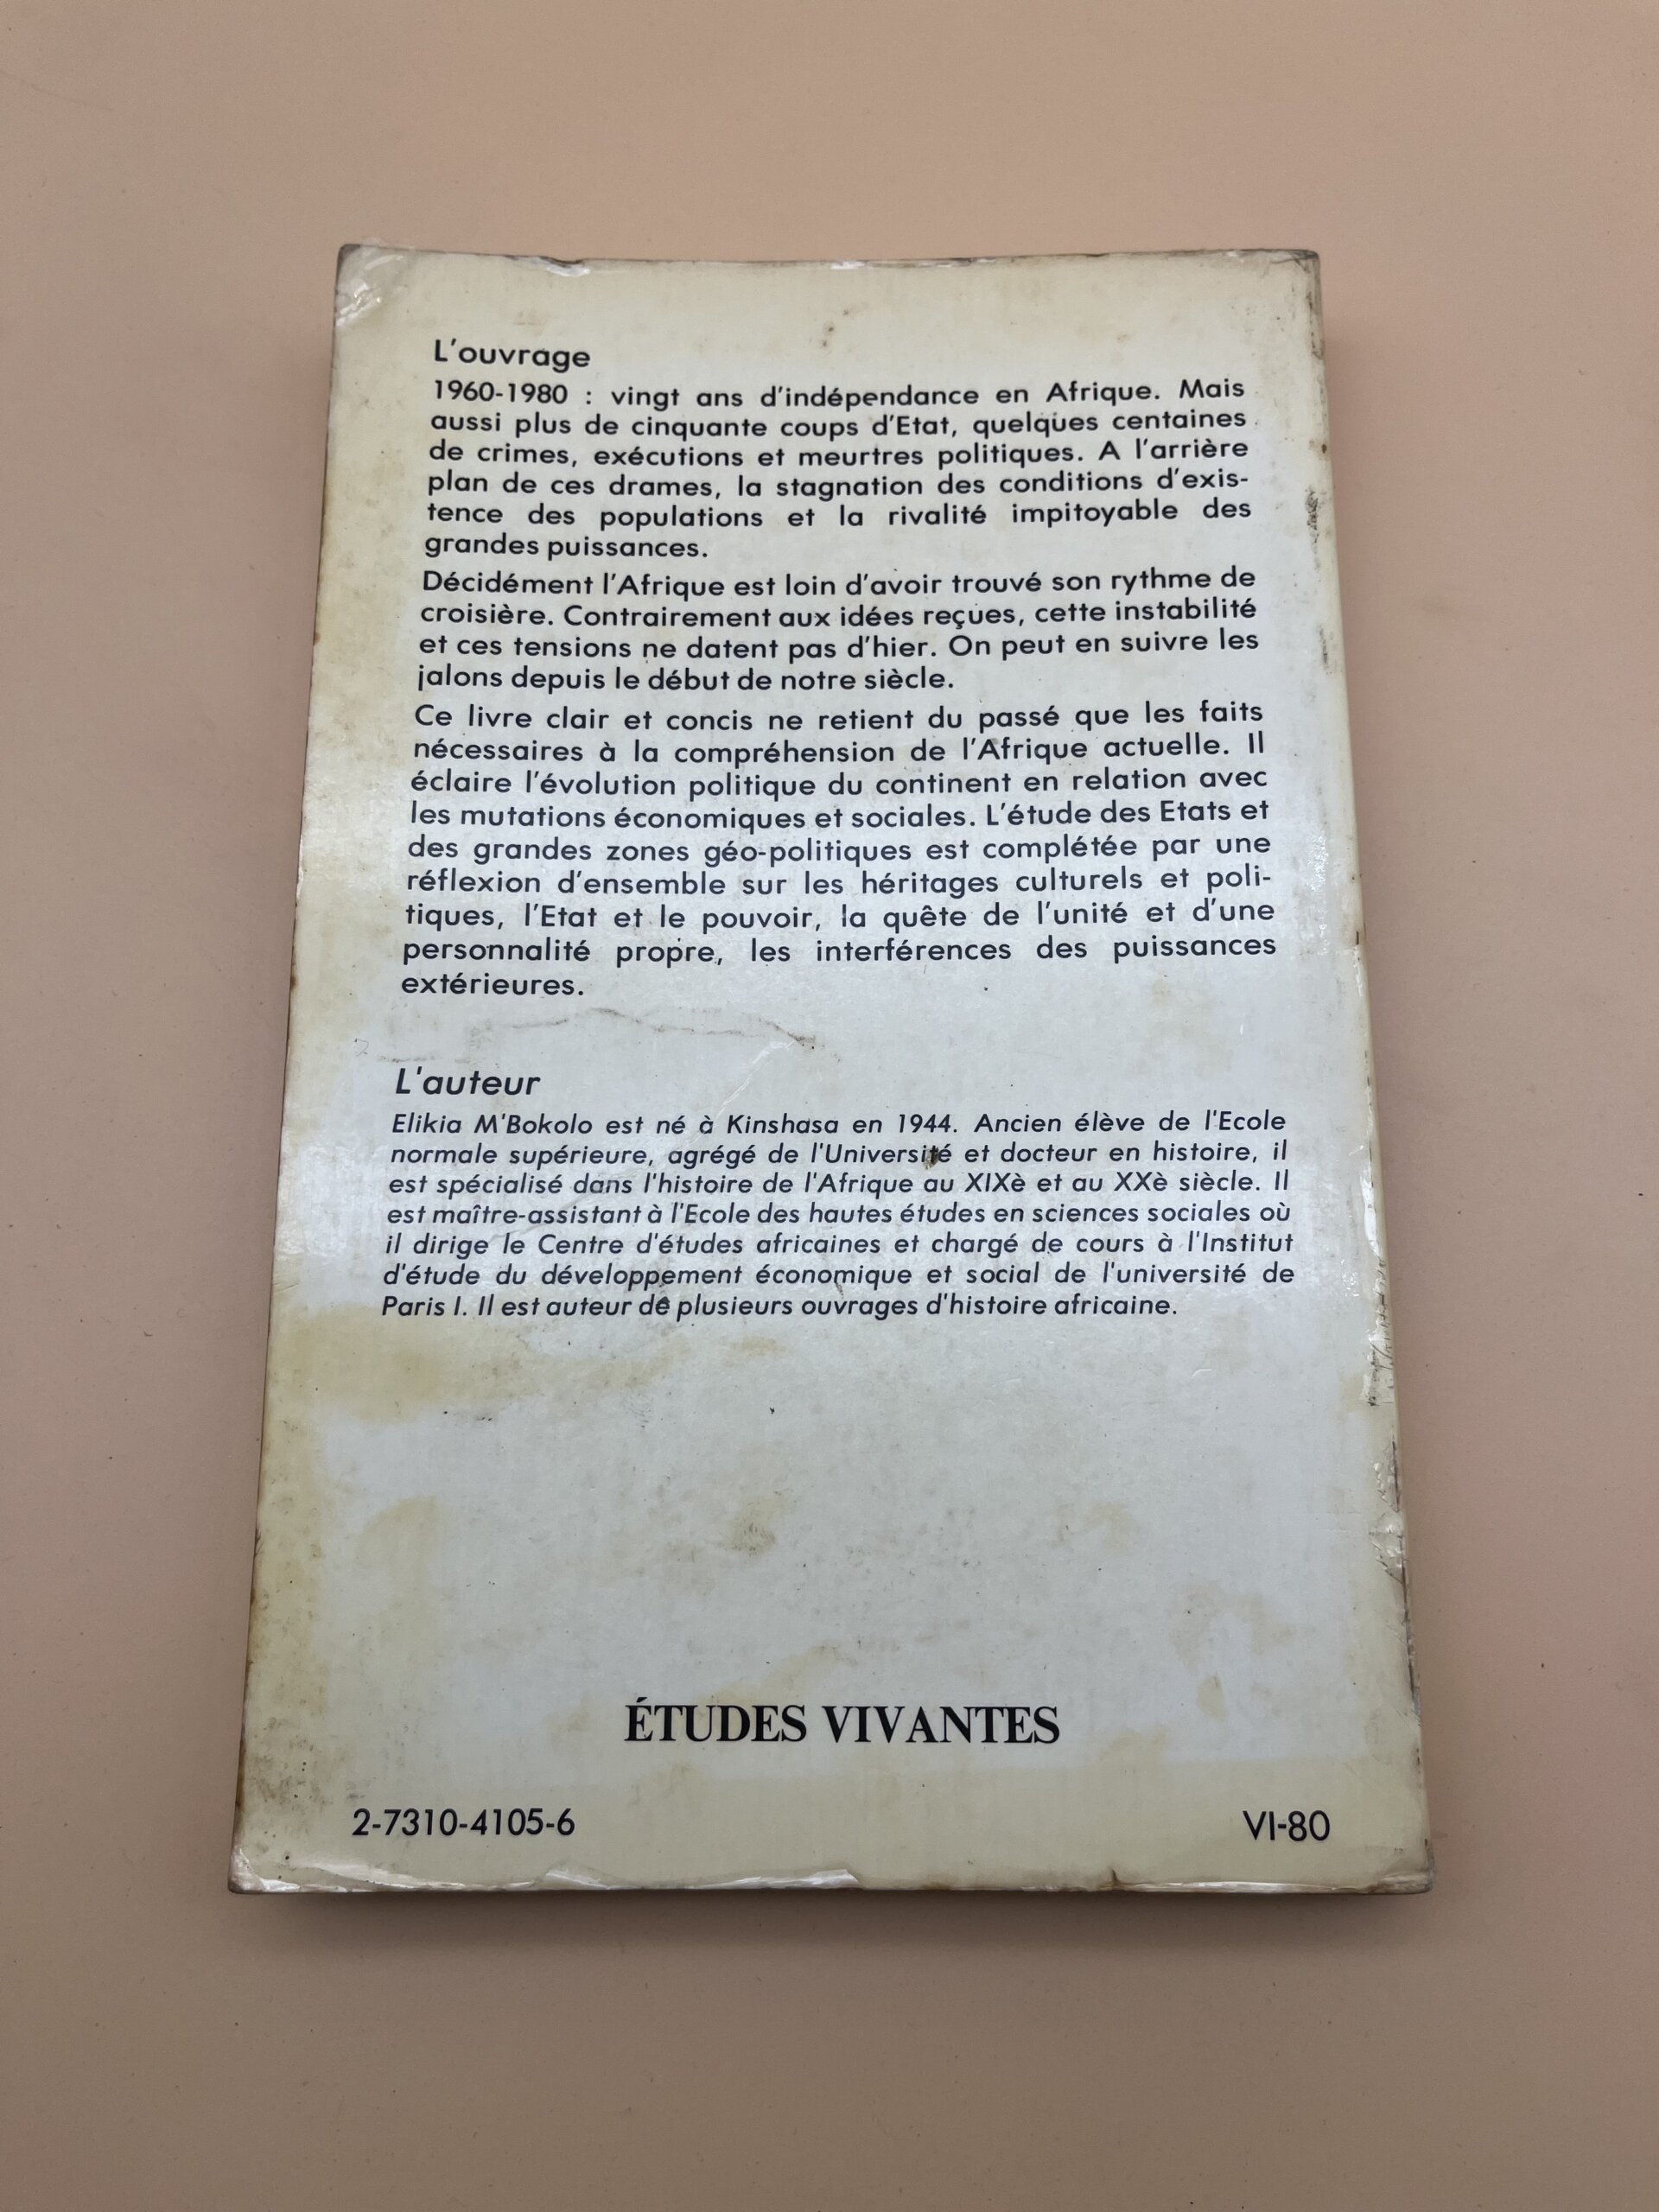 L'ouvrage
1960-1980 : vingt ans d'indépendance en Afrique. Mais
aussi plus de cinquante coups d'Etat, quelques centaines
de crimes, exécutions et meurtres politiques. A l'arrière
plan de ces drames, la stagnation des conditions d'exis-
tence des populations et la rivalité impitoyable des
grandes puissances.
Décidément l'Afrique est loin d'avoir trouvé son rythme de
croisière. Contrairement aux idées reçues, cette instabilité
et ces tensions ne datent pas d'hier. On peut en suivre les
jalons depuis le début de notre siècle.
Ce livre clair et concis ne retient du passé que les faits
nécessaires à la compréhension de l'Afrique actuelle. Il
éclaire l'évolution politique du continent en relation avec
les mutations économiques et sociales. L'étude des Etats et
des grandes zones géo-politiques est complétée par une
réflexion d'ensemble sur les héritages culturels et poli-
tiques, l'Etat et le pouvoir, la quête de l'unité et d'une
personnalité propre, les interférences des puissances
extérieures.
L'auteur
Elikia M'Bokolo est né à Kinshasa en 1944. Ancien élève de l'Ecole
normale supérieure, agrégé de l'Université et docteur en histoire, il
est spécialisé dans l'histoire de l'Afrique au XIXè et au XXè siècle. Il
est maître-assistant à l'Ecole des hautes études en sciences sociales où
il dirige le Centre d'études africaines et chargé de cours à l'Institut
d'étude du développement économique et social de l'université de
Paris I. Il est auteur de plusieurs ouvrages d'histoire africaine.
ÉTUDES VIVANTES
2-7310-4105-6
VI-80